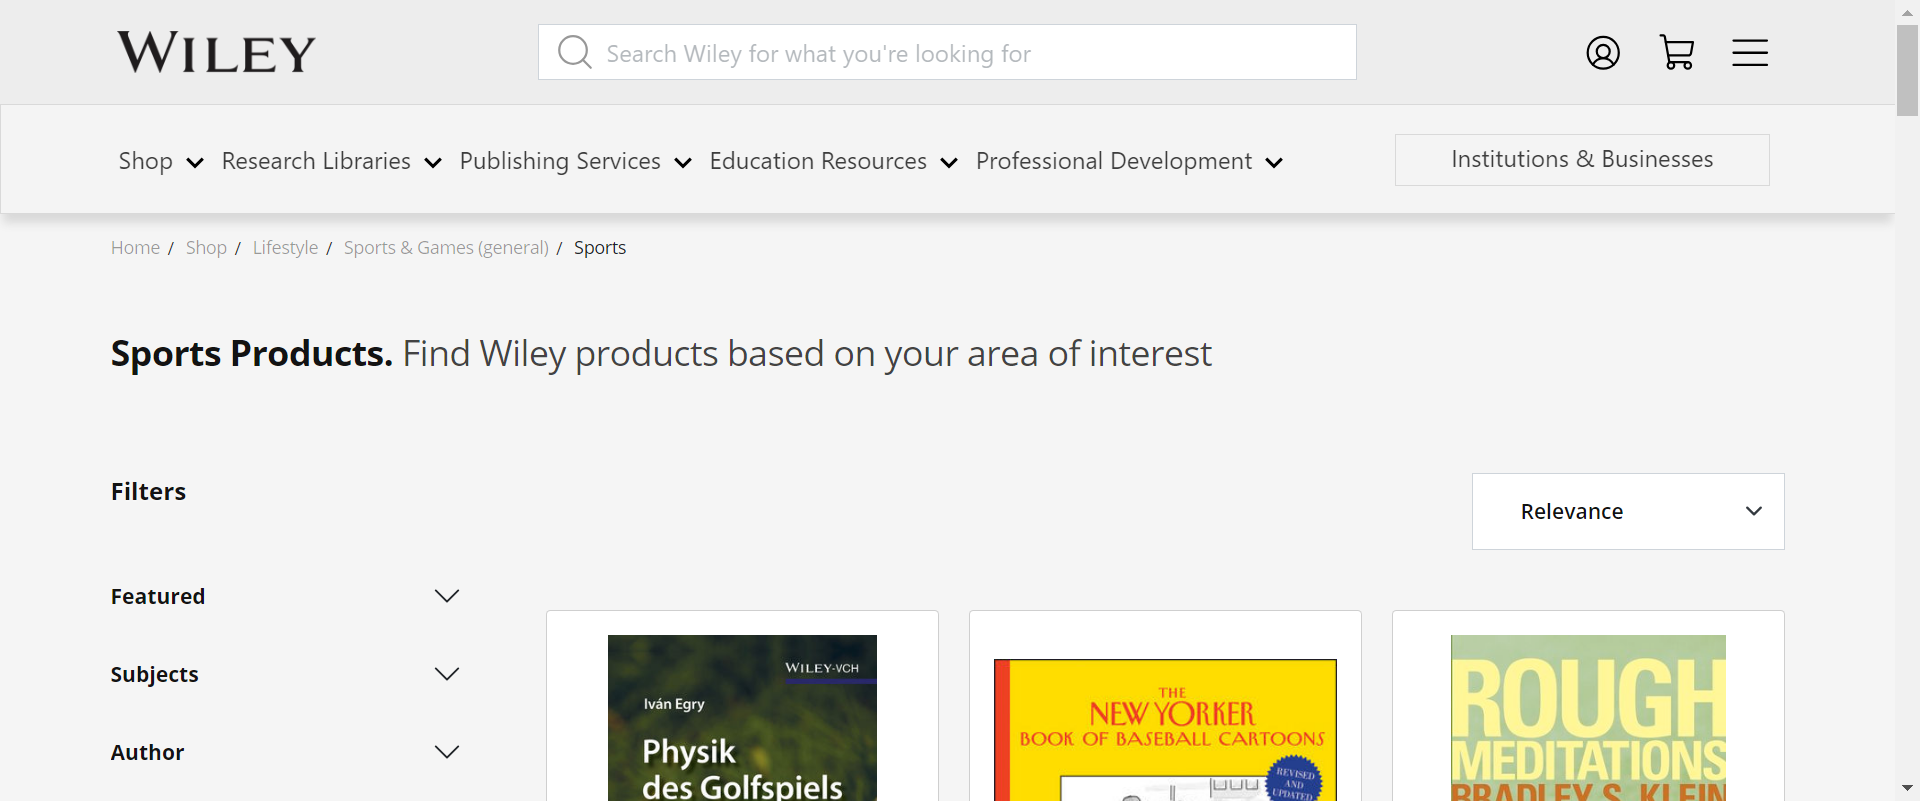 WILEY
Search Wiley for what you're looking for
Shop
Research Libraries
Publishing Services
Education Resources
Professional Development
Institutions & Businesses
Home / Shop / Lifestyle / Sports & Games (general) / Sports
Sports Products. Find Wiley products based on your area of interest
Filters
Relevance
Featured
Subjects
Author
WILEY-VCH
Iván Egry
Physik
des Golfspiels
THE
NEW YORKER
BOOK OF BASEBALL CARTOONS
REVISED
AND
UPDATED
ROUGH
MEDITATIONS
BRADLEY S. KLEIN